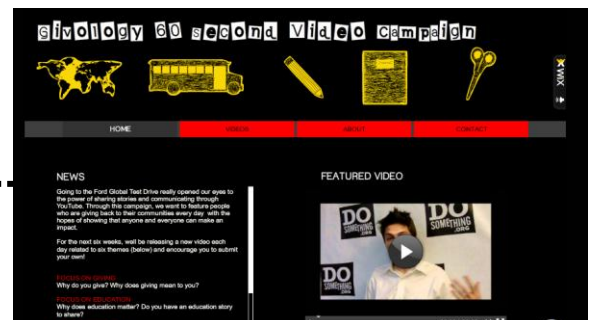 Givology 60 second Video Campaign
WIX
HOME
VIDEOS
ABOUT
CONTACT
NEWS
Going to the Ford Global Test Drive really opened our eyes to
the power of sharing stories and communicating through
YouTube. Through this campaign, we want to feature people
who are giving back to their communities every day with the
hopes of showing that anyone and everyone can make an
impact.
For the next six weeks, well be releasing a new video each
day related to six themes (below) and encourage you to submit
your own!
FOCUS ON GIVING
Why do you give? Why does giving mean to you?
FOCUS ON EDUCATION
Why does education matter? Do you have an education story
to share?
FEATURED VIDEO
DO
SOMETHING
.ORG
DO
SOMETHING
.ORG
DO